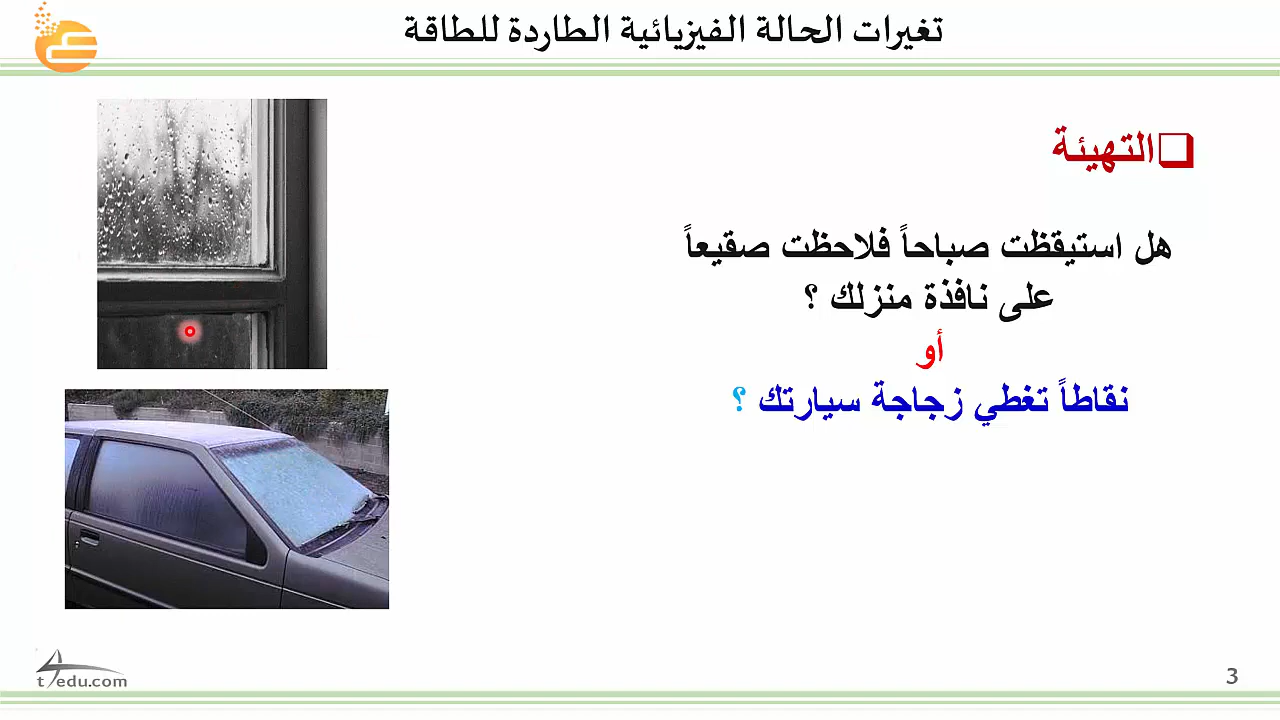 تغيرات الحالة الفيزيائية الطاردة للطاقة
التهيئة
هل استيقظت صباحاً فلاحظت صقيعاً
على نافذة منزلك ؟
أو
نقاطاً تغطي زجاجة سيارتك ؟
t4edu.com
3